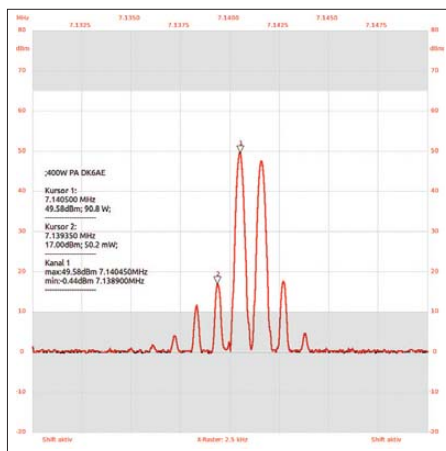 MHz 7.1325 7.1350 7.1375 7.1400 7.1425 7.1450 7.1475
80 80
dBm dBm
70 70
60 60
50 50
40 40
30 30
20 20
10 10
0 0
-10 -10
-20 -20
1
2
;400W PA DK6AE
Kursor 1:
7.140500 MHz
49.58dBm; 90.8 W;
Kursor 2:
7.139350 MHz
17.00dBm; 50.2 mW;
Kanal 1
max:49.58dBm 7.140450MHz
min:-0.44dBm 7.138900MHz
Shift aktiv X-Raster: 2.5 kHz Shift aktiv